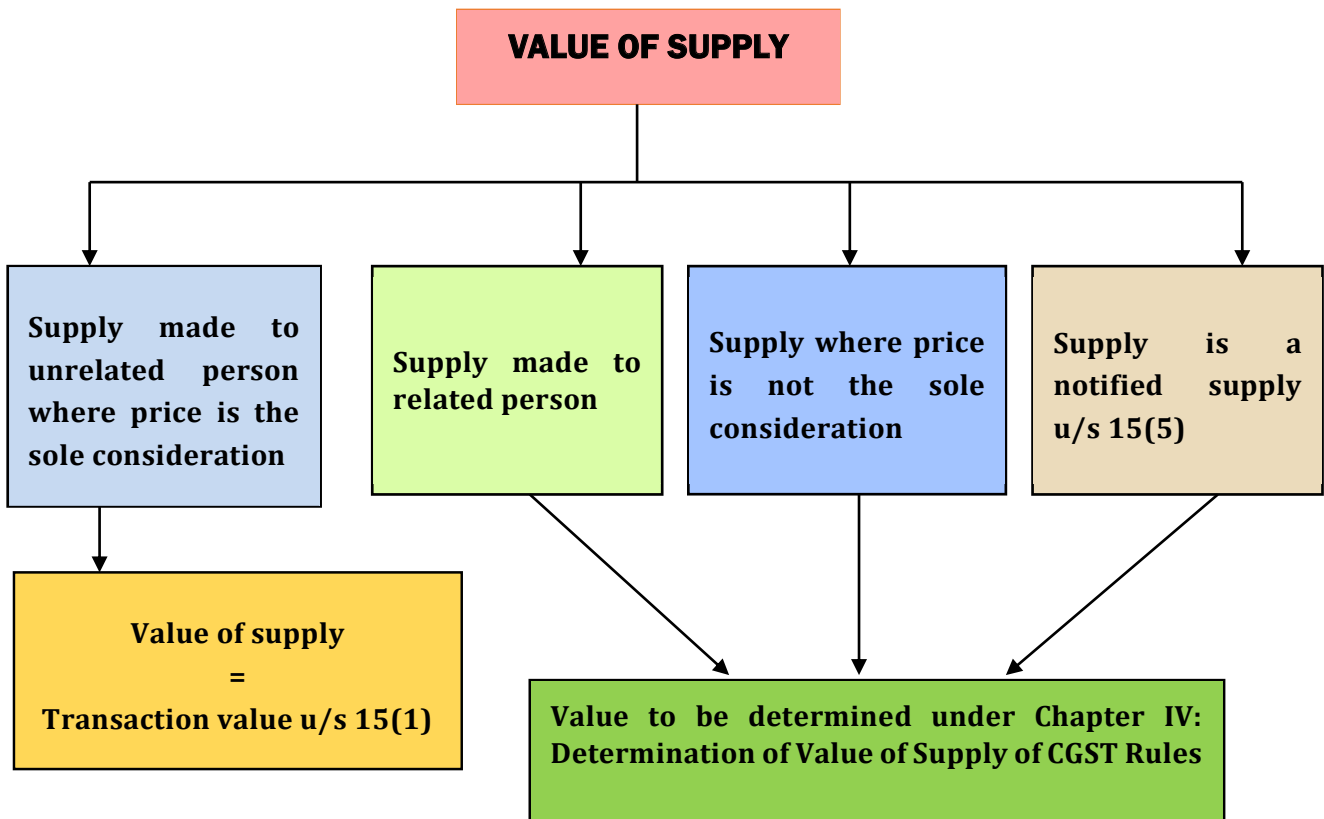 VALUE OF SUPPLY
Supply made to
unrelated person
where price is the
sole consideration
Supply made to
related person
Supply where price
is not the sole
consideration
Supply is a
notified supply
u/s 15(5)
Value of supply
=
Transaction value u/s 15(1)
Value to be determined under Chapter IV:
Determination of Value of Supply of CGST Rules